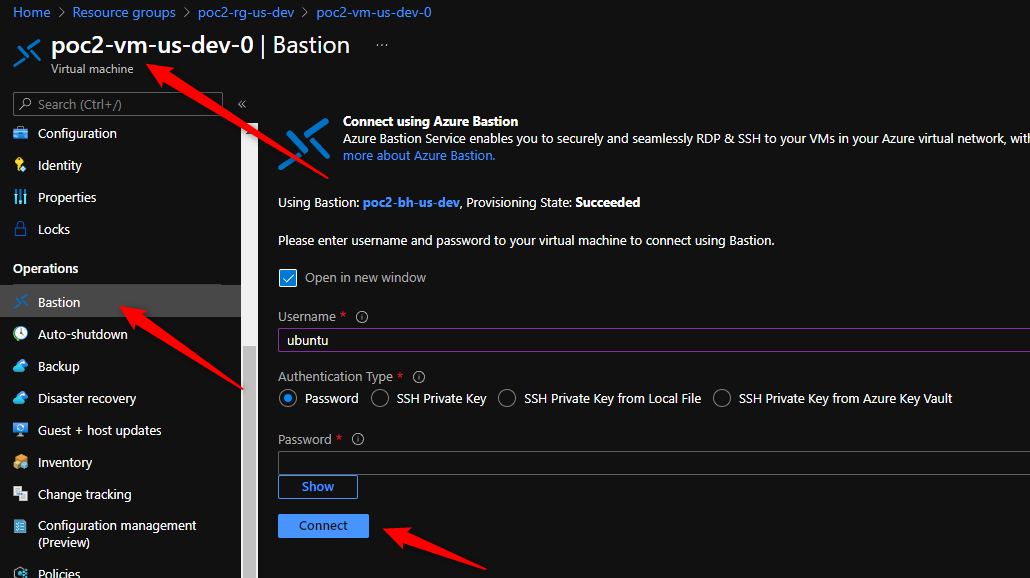 Home > Resource groups > poc2-rg-us-dev > poc2-vm-us-dev-0
poc2-vm-us-dev-0 | Bastion ...
Virtual machine
Search (Ctrl+/) «
Configuration
Identity
Properties
Locks
Operations
Bastion
Auto-shutdown
Backup
Disaster recovery
Guest + host updates
Inventory
Change tracking
Configuration management
(Preview)
Policies
Connect using Azure Bastion
Azure Bastion Service enables you to securely and seamlessly RDP & SSH to your VMs in your Azure virtual network, wit
more about Azure Bastion.
Using Bastion: poc2-bh-us-dev, Provisioning State: Succeeded
Please enter username and password to your virtual machine to connect using Bastion.
Open in new window
Username *
ubuntu
Authentication Type *
Password SSH Private Key SSH Private Key from Local File SSH Private Key from Azure Key Vault
Password *
Show
Connect